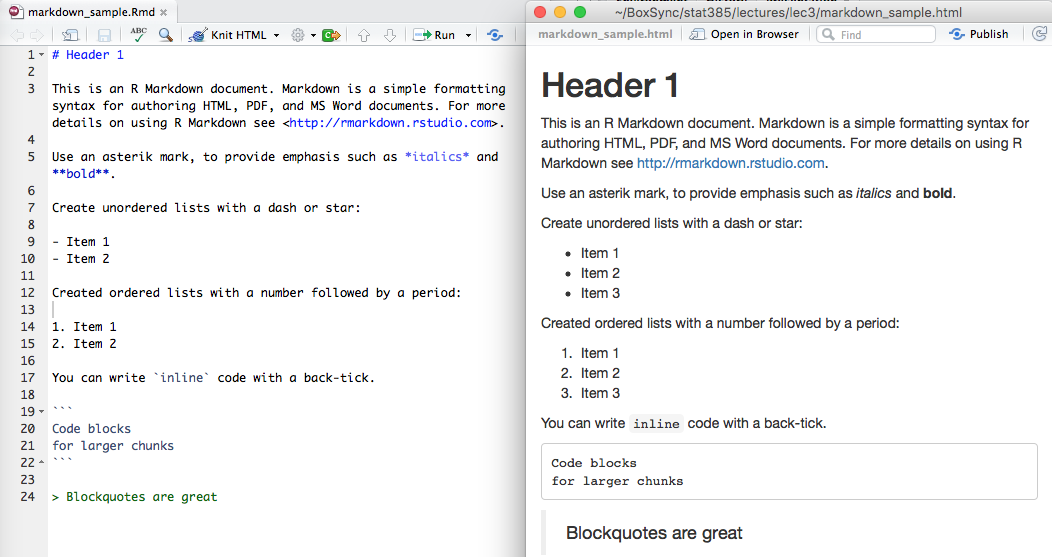 markdown_sample.Rmd
ABC
Knit HTML
Run
1 # Header 1
2
3 This is an R Markdown document. Markdown is a simple formatting
syntax for authoring HTML, PDF, and MS Word documents. For more
details on using R Markdown see <http://rmarkdown.rstudio.com>.
4
5 Use an asterik mark, to provide emphasis such as *italics* and
**bold**.
6
7 Create unordered lists with a dash or star:
8
9 - Item 1
10 - Item 2
11
12 Created ordered lists with a number followed by a period:
13
14 1. Item 1
15 2. Item 2
16
17 You can write `inline` code with a back-tick.
18
19 ```
20 Code blocks
21 for larger chunks
22 ```
23
24 > Blockquotes are great
~/BoxSync/stat385/lectures/lec3/markdown_sample.html
markdown_sample.html
Open in Browser
Find
Publish
Header 1
This is an R Markdown document. Markdown is a simple formatting syntax for
authoring HTML, PDF, and MS Word documents. For more details on using R
Markdown see http://rmarkdown.rstudio.com.
Use an asterik mark, to provide emphasis such as italics and bold.
Create unordered lists with a dash or star:
• Item 1
• Item 2
• Item 3
Created ordered lists with a number followed by a period:
1. Item 1
2. Item 2
3. Item 3
You can write inline code with a back-tick.
Code blocks
for larger chunks
Blockquotes are great